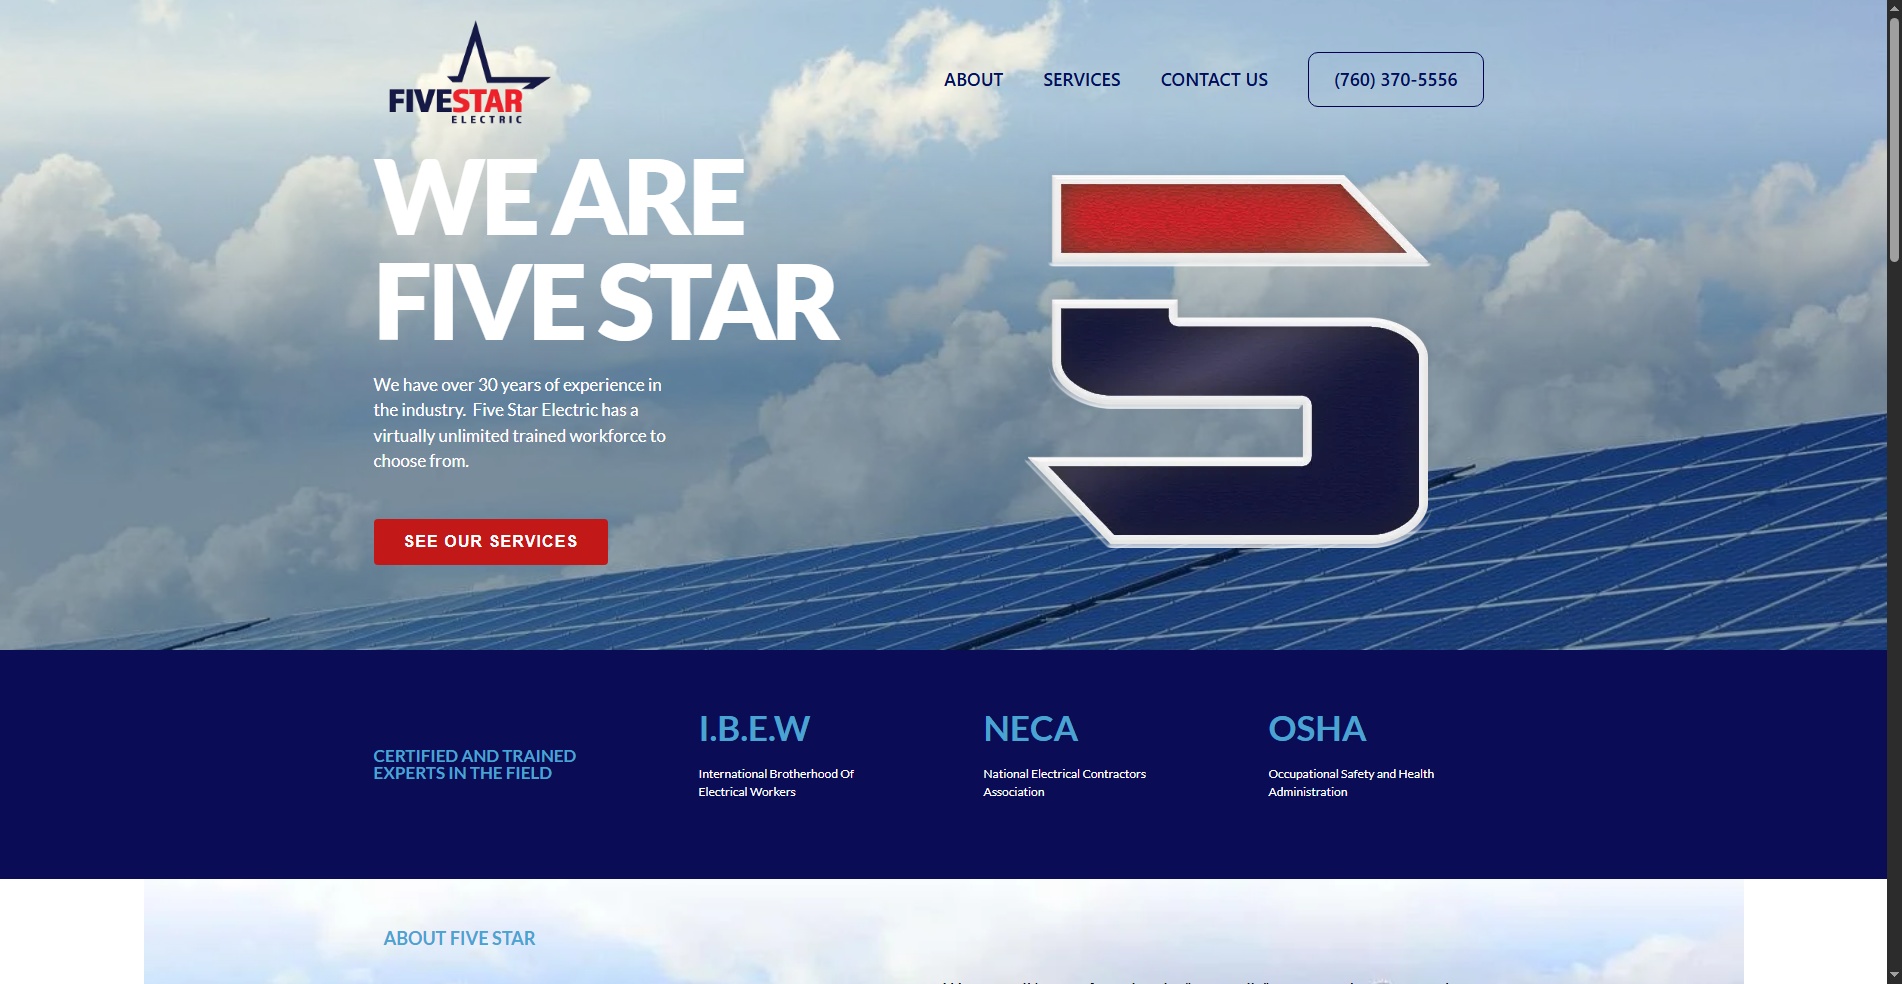 FIVESTAR
ELECTRIC
ABOUT
SERVICES
CONTACT US
(760) 370-5556
WE ARE
FIVE STAR
5
We have over 30 years of experience in
the industry.  Five Star Electric has a
virtually unlimited trained workforce to
choose from.
SEE OUR SERVICES
CERTIFIED AND TRAINED
EXPERTS IN THE FIELD
I.B.E.W
International Brotherhood Of
Electrical Workers
NECA
National Electrical Contractors
Association
OSHA
Occupational Safety and Health
Administration
ABOUT FIVE STAR